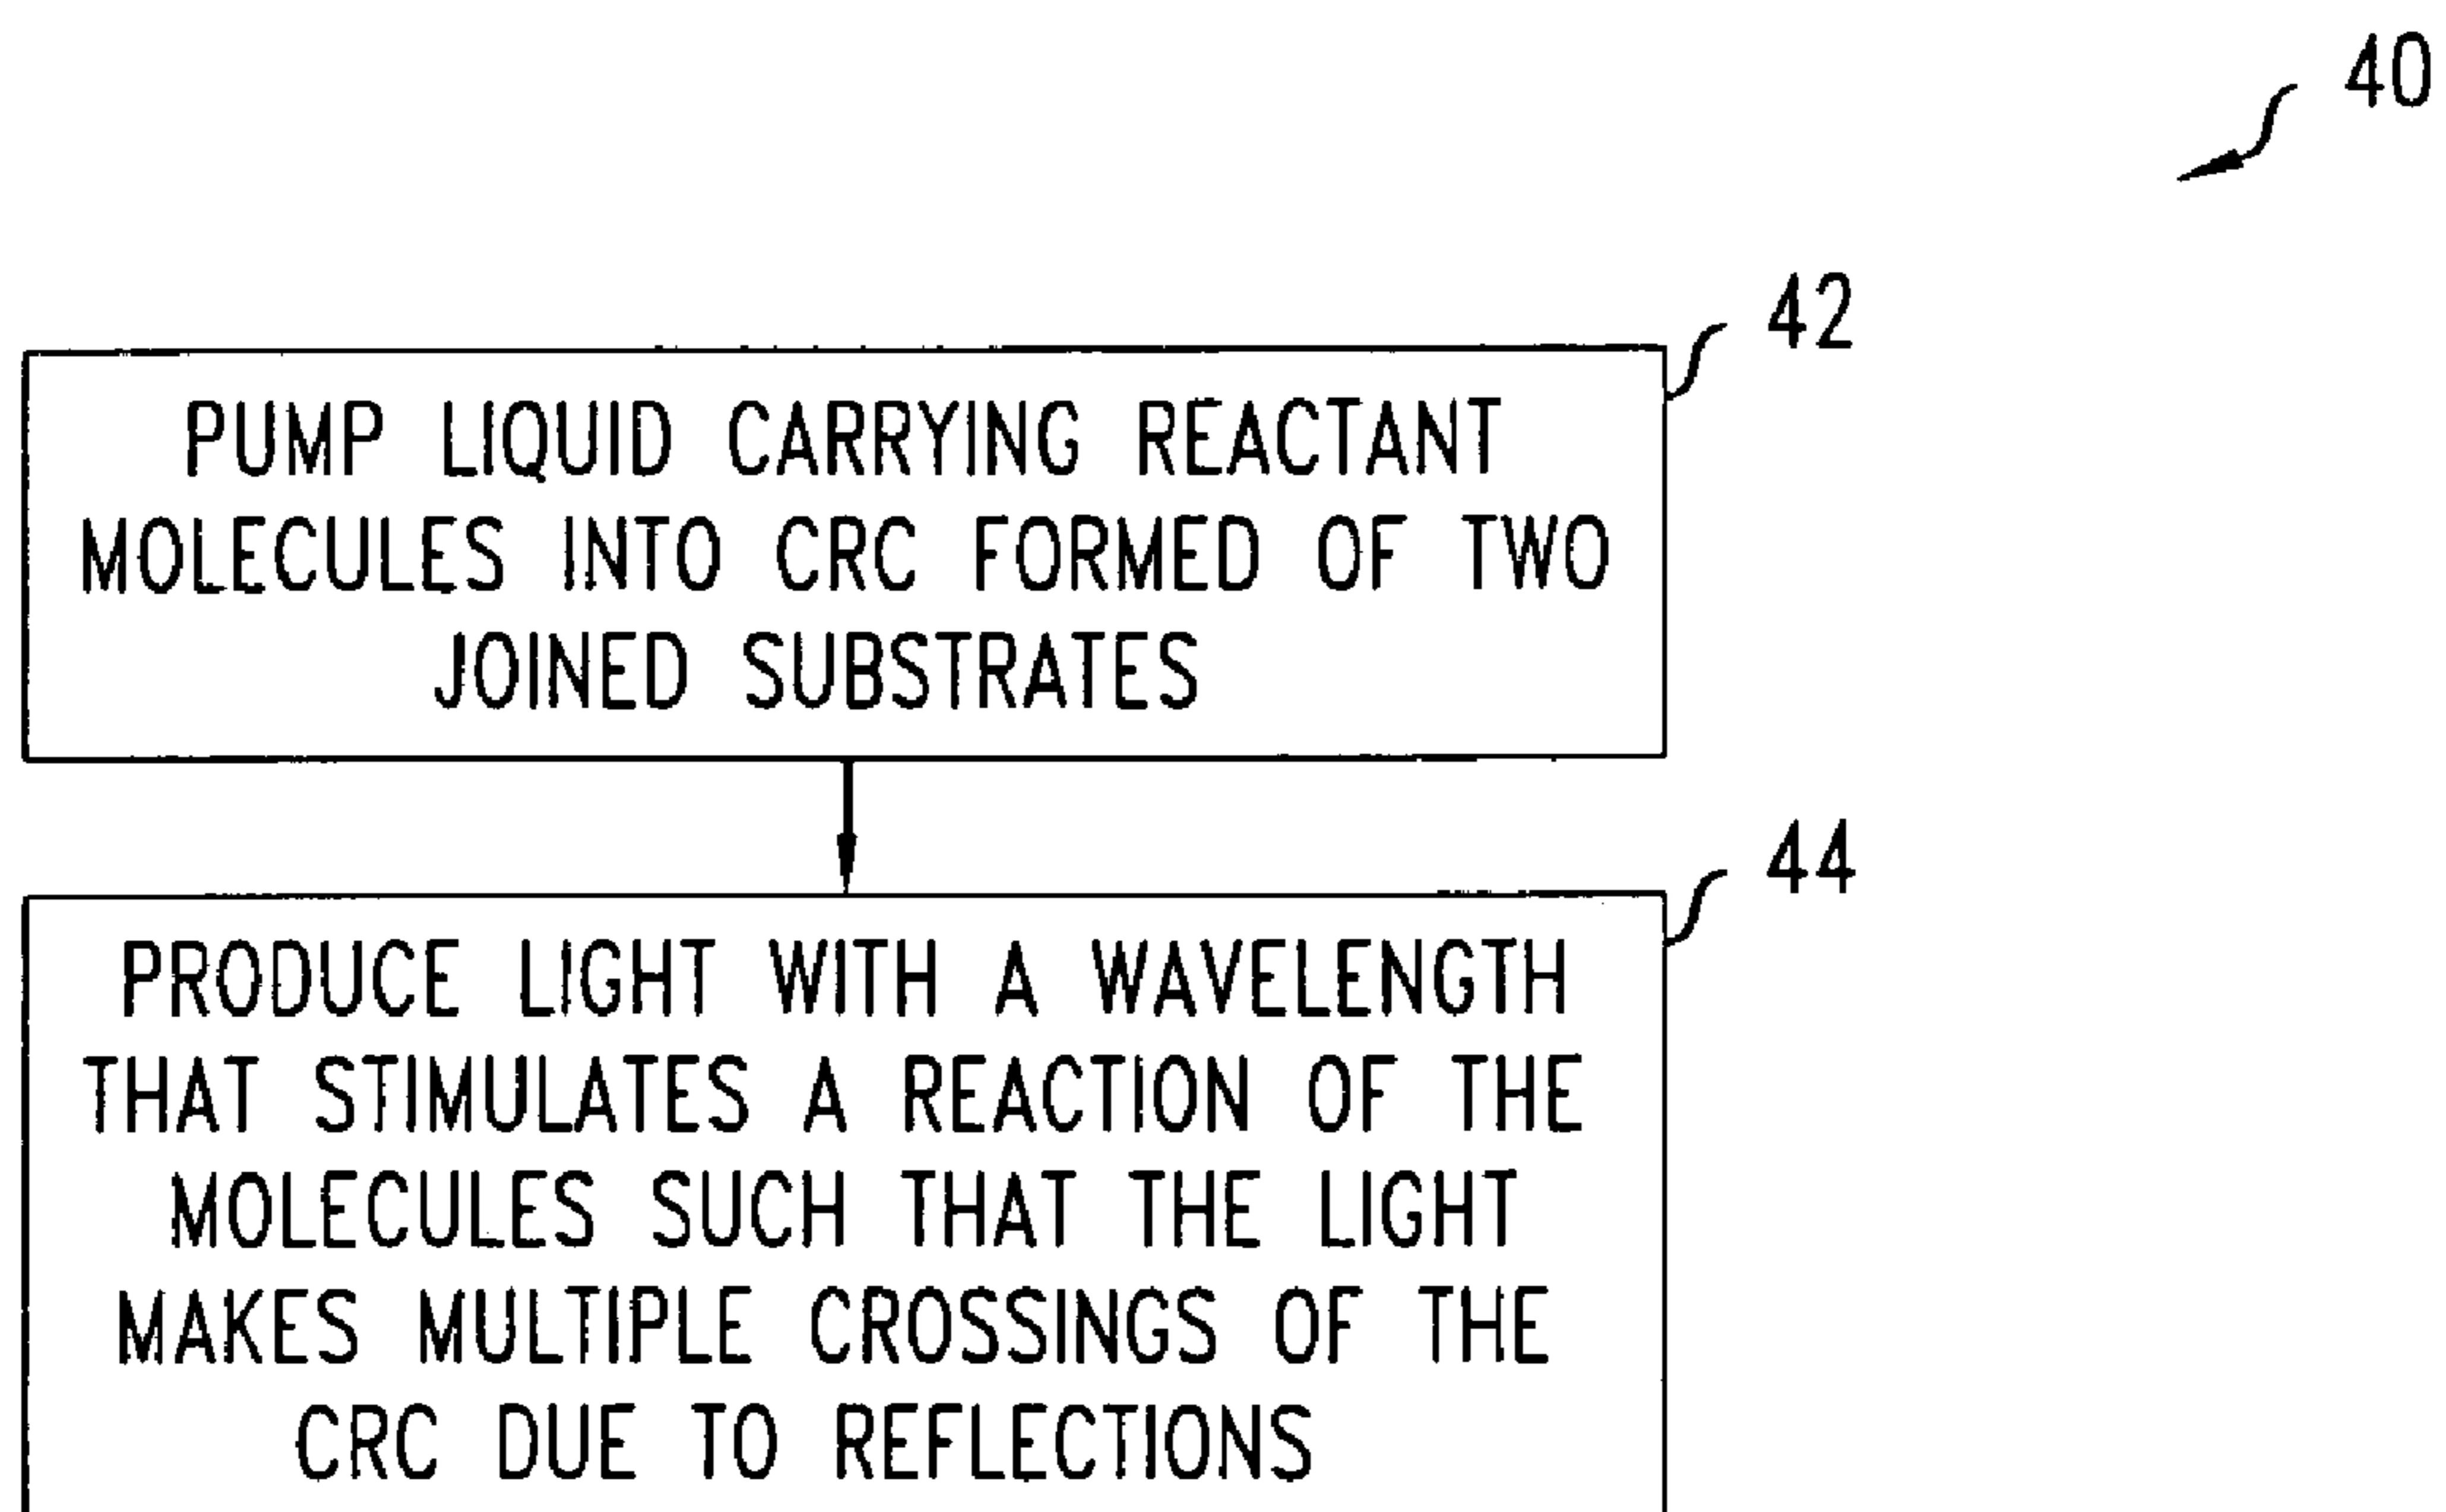 40
42
PUMP LIQUID CARRYING REACTANT
MOLECULES INTO CRC FORMED OF TWO
JOINED SUBSTRATES
44
PRODUCE LIGHT WITH A WAVELENGTH
THAT STIMULATES A REACTION OF THE
MOLECULES SUCH THAT THE LIGHT
MAKES MULTIPLE CROSSINGS OF THE
CRC DUE TO REFLECTIONS